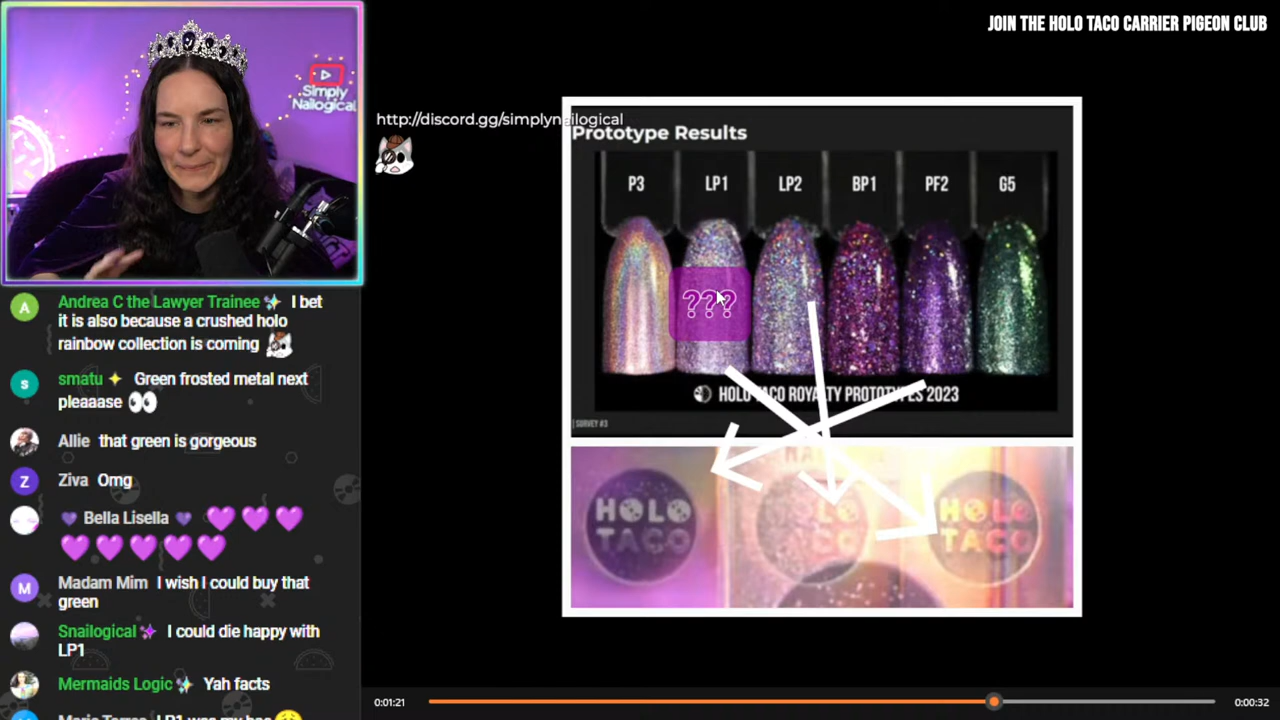 JOIN THE HOLO TACO CARRIER PIGEON CLUB
Simply
Nailogical
http://discord.gg/simplynailogical
Prototype Results
P3 LP1 LP2 BP1 PF2 G5
???
HOLO TACO ROYALTY PROTOTYPES 2023
| SURVEY #3
HOLO
TACO
HOLO
TACO
HOLO
TACO
A
Andrea C the Lawyer Trainee I bet
it is also because a crushed holo
rainbow collection is coming
s
smatu Green frosted metal next
pleaaase
Allie that green is gorgeous
Z
Ziva Omg
Bella Lisella
M
Madam Mim I wish I could buy that
green
Snailogical I could die happy with
LP1
Mermaids Logic Yah facts
0:01:21
0:00:32